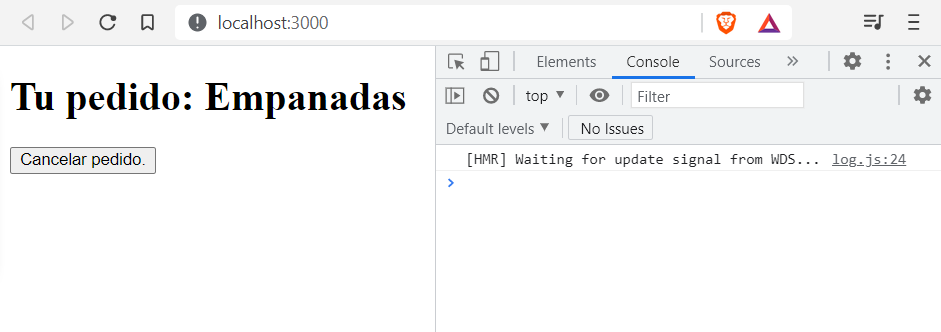 localhost:3000
Tu pedido: Empanadas
Cancelar pedido.
Elements Console Sources
top ▼ Filter
Default levels ▼ No Issues
[HMR] Waiting for update signal from WDS... log.js:24